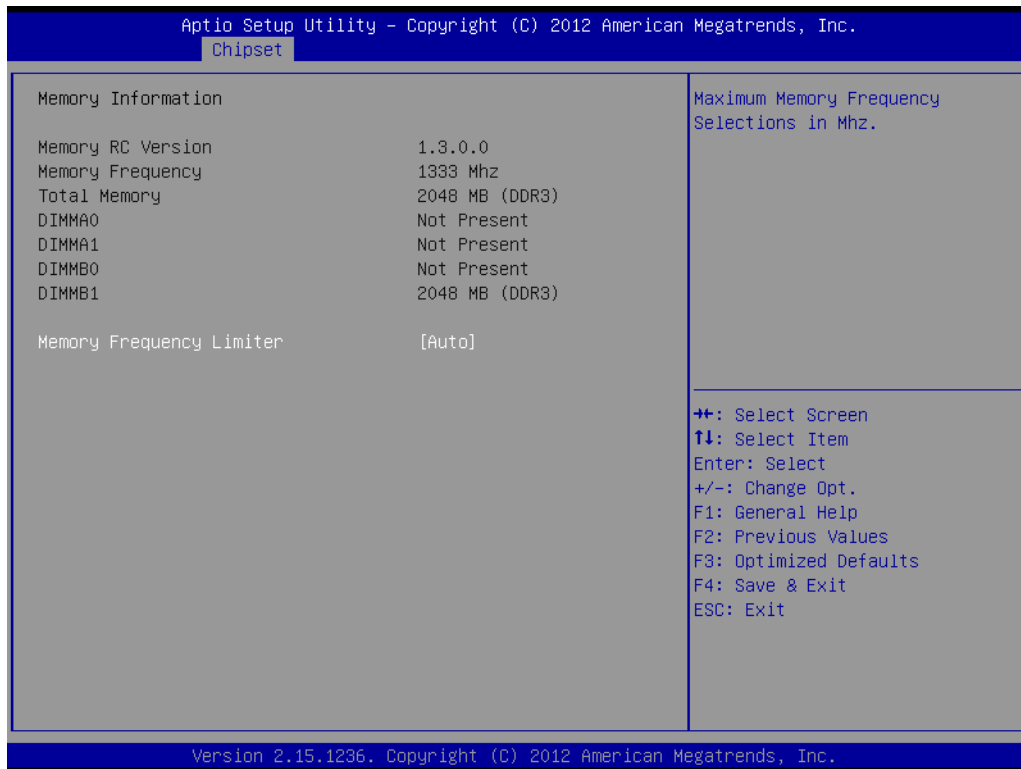 Aptio Setup Utility – Copyright (C) 2012 American Megatrends, Inc.
Chipset
Memory Information
Memory RC Version 1.3.0.0
Memory Frequency 1333 Mhz
Total Memory 2048 MB (DDR3)
DIMMA0 Not Present
DIMMA1 Not Present
DIMMB0 Not Present
DIMMB1 2048 MB (DDR3)
Memory Frequency Limiter [Auto]
Maximum Memory Frequency
Selections in Mhz.
→←: Select Screen
↑↓: Select Item
Enter: Select
+/-: Change Opt.
F1: General Help
F2: Previous Values
F3: Optimized Defaults
F4: Save & Exit
ESC: Exit
Version 2.15.1236. Copyright (C) 2012 American Megatrends, Inc.